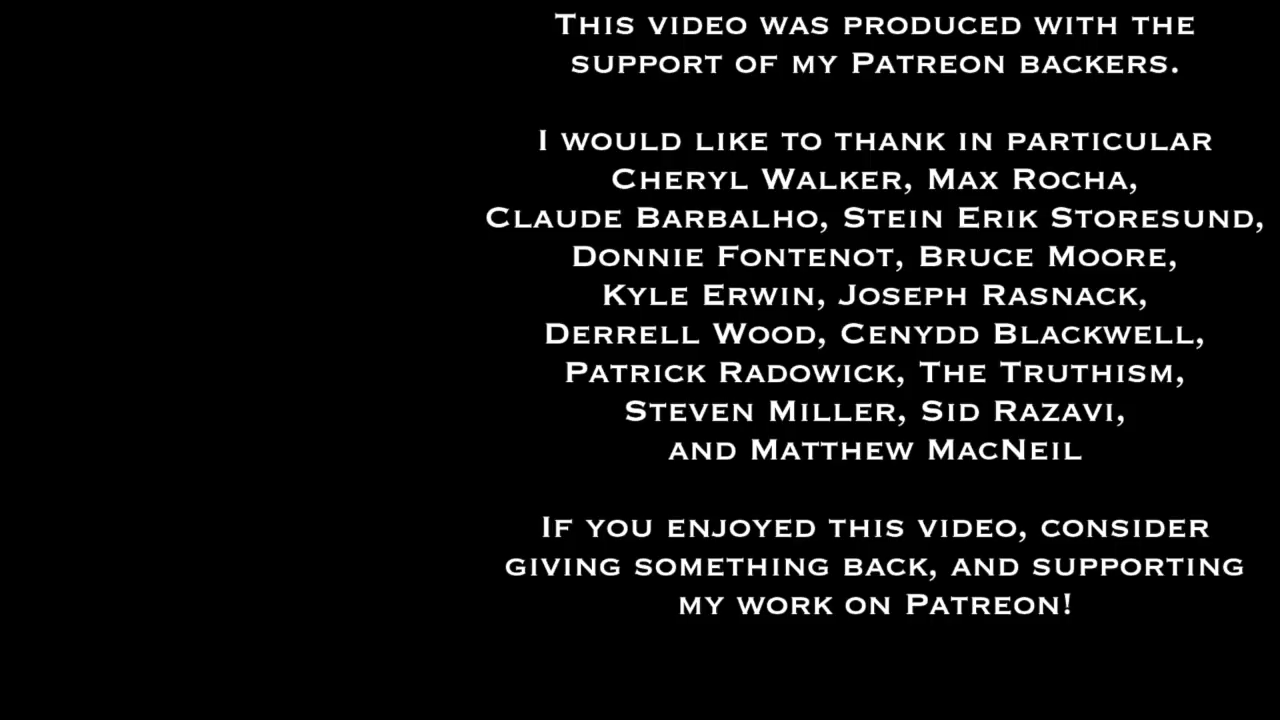 This video was produced with the
support of my Patreon backers.
I would like to thank in particular
Cheryl Walker, Max Rocha,
Claude Barbalho, Stein Erik Storesund,
Donnie Fontenot, Bruce Moore,
Kyle Erwin, Joseph Rasnack,
Derrell Wood, Cenydd Blackwell,
Patrick Radowick, The Truthism,
Steven Miller, Sid Razavi,
and Matthew MacNeil
If you enjoyed this video, consider
giving something back, and supporting
my work on Patreon!